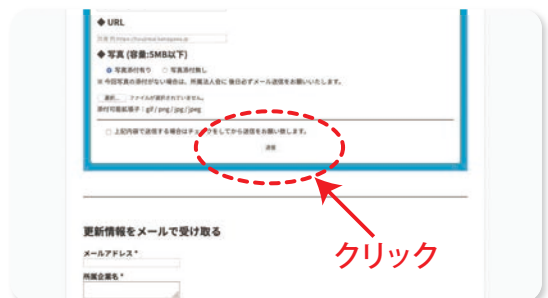 ◆ URL
◆ 写真 (容量:5MB以下)
写真添付有り 写真添付無し
※ 今回写真の添付がない場合は、所属法人会に後日必ずメール送信をお願いいたします。
選択... ファイルが選択されていません。
添付可能拡張子：gif / png / jpg / jpeg
上記内容で送信する場合はチェックをしてから送信をお願い致します。
送信
クリック
更新情報をメールで受け取る
メールアドレス *
所属企業名 *